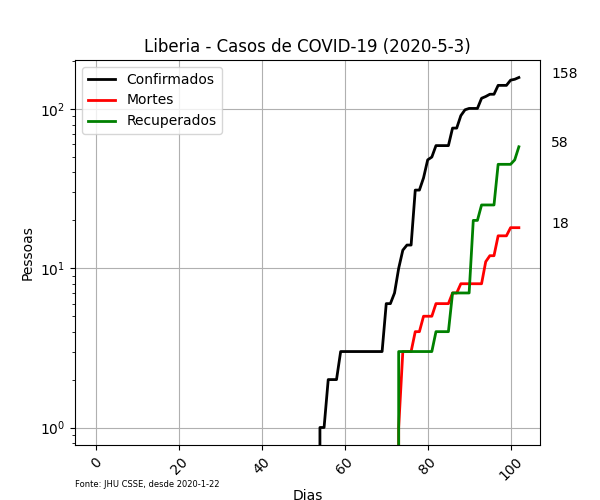 Liberia - Casos de COVID-19 (2020-5-3)
Confirmados
Mortes
Recuperados
158
58
18
Pessoas
10²
10¹
10⁰
0
20
40
60
80
100
Fonte: JHU CSSE, desde 2020-1-22
Dias